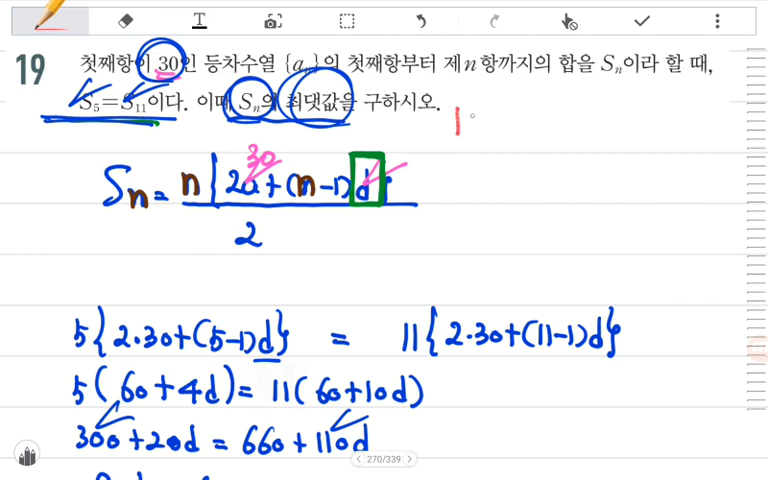 19 첫째항이 30인 등차수열 {aₙ}의 첫째항부터 제n항까지의 합을 Sₙ이라 할 때,
S₅=S₁₁이다. 이때 Sₙ의 최댓값을 구하시오.
30
Sn = n{2a+(n-1)d}
2
5{2·30+(5-1)d} = 11{2·30+(11-1)d}
5(60+4d) = 11(60+10d)
300+20d = 660+110d
270/339